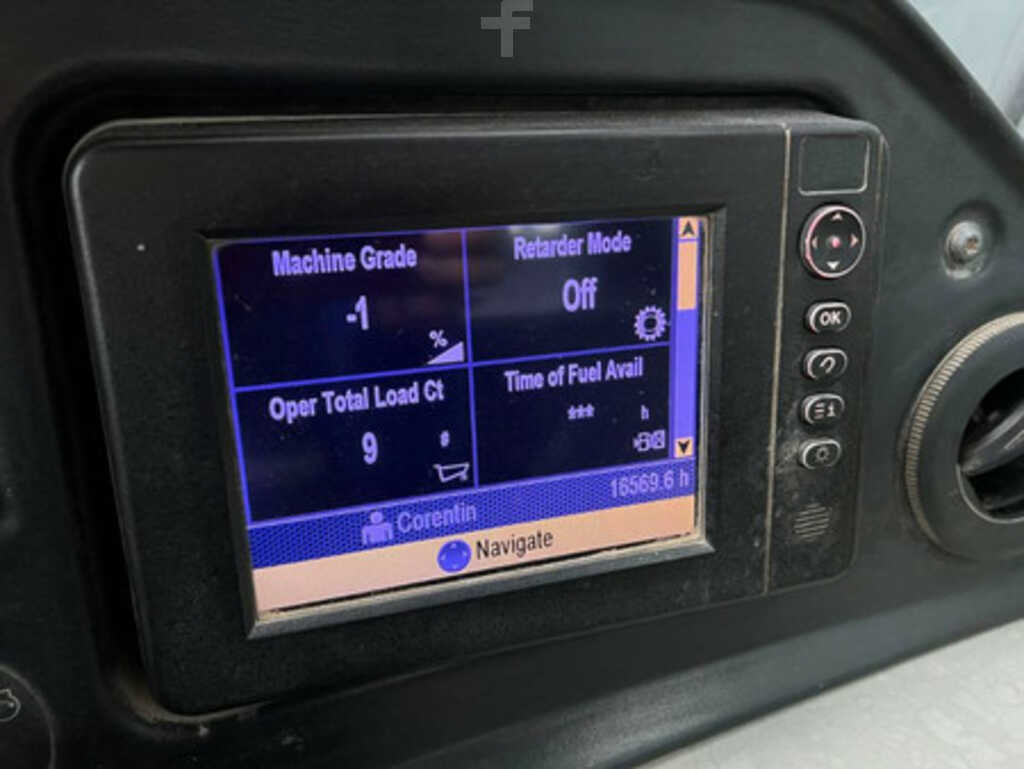 f
Machine Grade
-1
%
Retarder Mode
Off
Oper Total Load Ct
9
#
Time of Fuel Avail
***
h
Corentin
16569.6 h
Navigate
OK
i